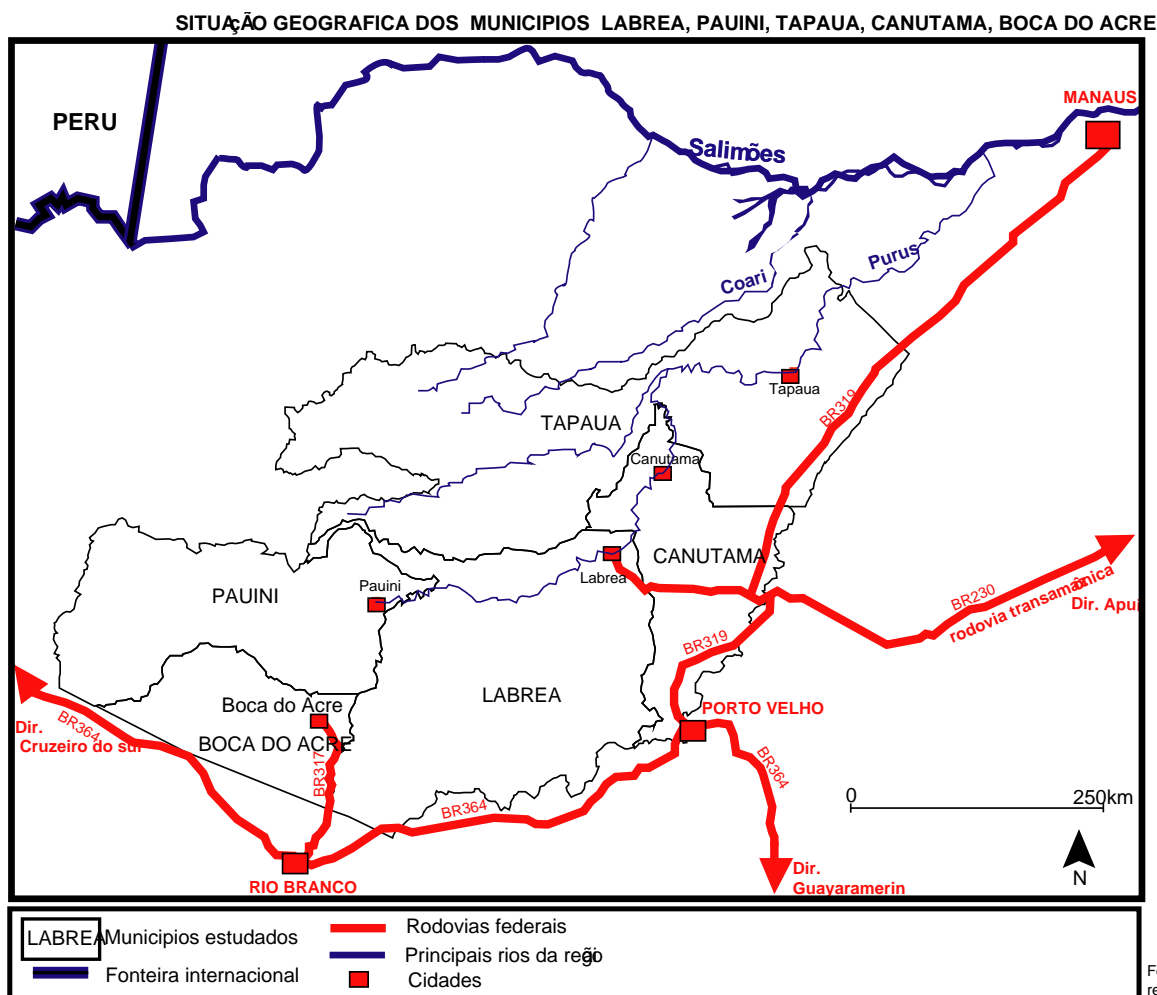 SITUAÇÃO GEOGRAFICA DOS MUNICIPIOS LABREA, PAUINI, TAPAUA, CANUTAMA, BOCA DO ACRE
MANAUS
PERU
Salimões
Purus
Coari
Tapaua
BR319
TAPAUA
Canutama
CANUTAMA
Labrea
Pauini
PAUINI
BR230
rodovia transamônica
Dir. Apui
BR319
LABREA
Boca do Acre
PORTO VELHO
Dir.
Cruzeiro do sul
BR364
BOCA DO ACRE
BR317
BR364
BR364
0
250km
N
Dir.
Guayaramerin
RIO BRANCO
LABREA
Municipios estudados
Rodovias federais
Principais rios da região
Fonteira internacional
Cidades